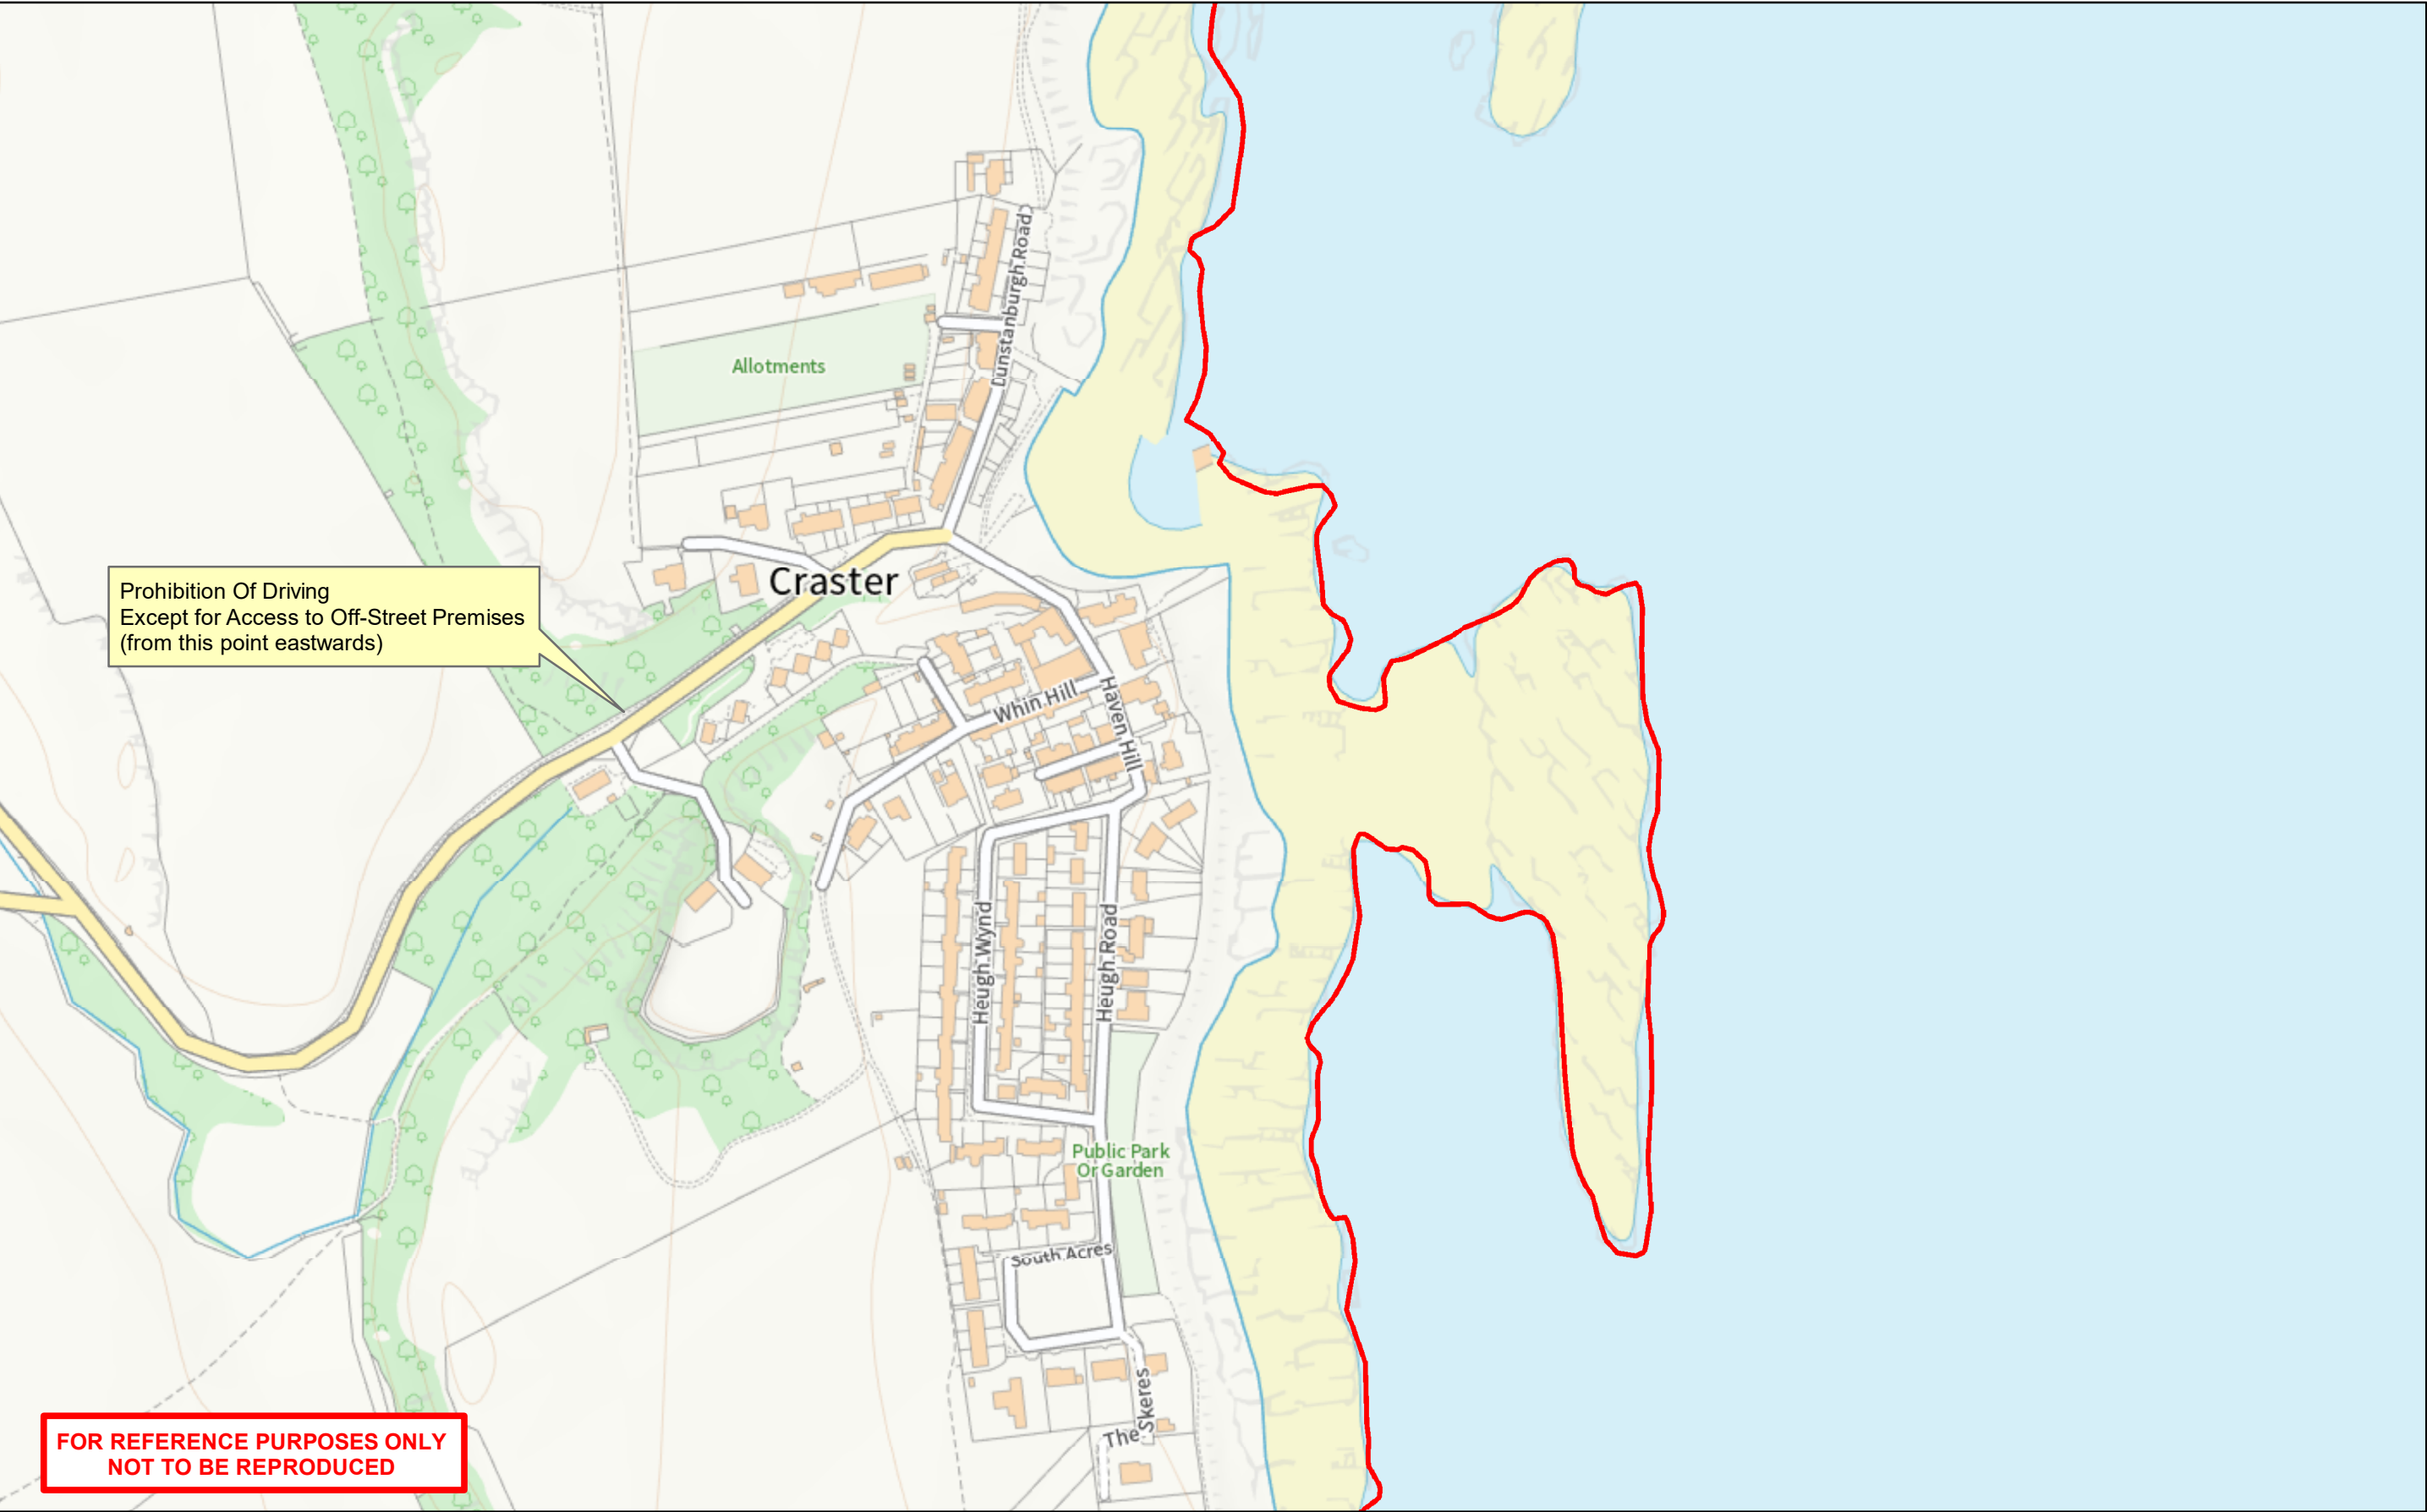 Dunstanburgh Road
Allotments
Craster
Prohibition Of Driving
Except for Access to Off-Street Premises
(from this point eastwards)
Whin Hill
Haven Hill
Heugh Wynd
Heugh Road
Public Park
Or Garden
South Acres
The Skeres
FOR REFERENCE PURPOSES ONLY
NOT TO BE REPRODUCED